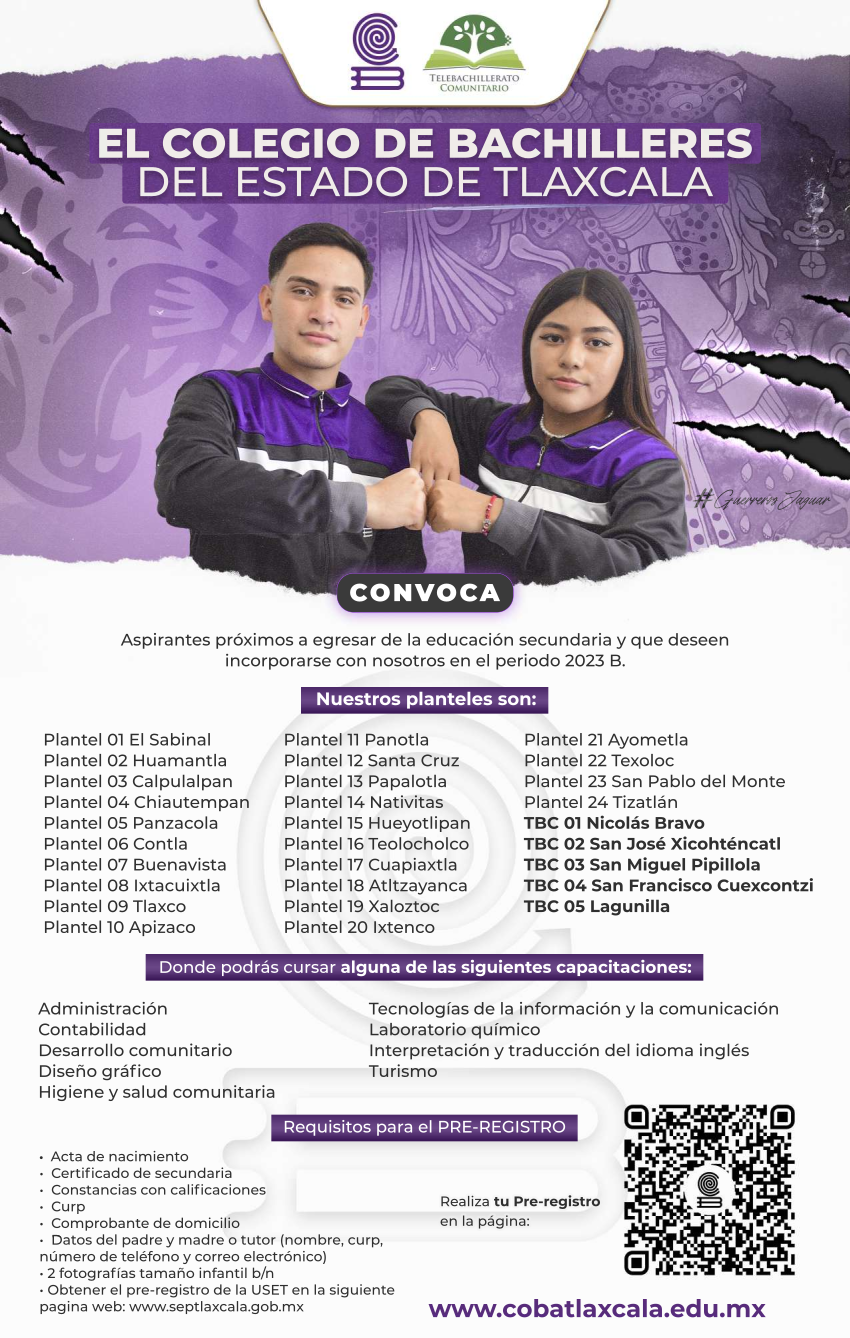 TELEBACHILLERATO
COMUNITARIO
EL COLEGIO DE BACHILLERES
DEL ESTADO DE TLAXCALA
# Guerreros Jaguar
CONVOCA
Aspirantes próximos a egresar de la educación secundaria y que deseen
incorporarse con nosotros en el periodo 2023 B.
Nuestros planteles son:
Plantel 01 El Sabinal
Plantel 02 Huamantla
Plantel 03 Calpulalpan
Plantel 04 Chiautempan
Plantel 05 Panzacola
Plantel 06 Contla
Plantel 07 Buenavista
Plantel 08 Ixtacuixtla
Plantel 09 Tlaxco
Plantel 10 Apizaco
Plantel 11 Panotla
Plantel 12 Santa Cruz
Plantel 13 Papalotla
Plantel 14 Nativitas
Plantel 15 Hueyotlipan
Plantel 16 Teolocholco
Plantel 17 Cuapiaxtla
Plantel 18 Atltzayanca
Plantel 19 Xaloztoc
Plantel 20 Ixtenco
Plantel 21 Ayometla
Plantel 22 Texoloc
Plantel 23 San Pablo del Monte
Plantel 24 Tizatlán
TBC 01 Nicolás Bravo
TBC 02 San José Xicohténcatl
TBC 03 San Miguel Pipillola
TBC 04 San Francisco Cuexcontzi
TBC 05 Lagunilla
Donde podrás cursar alguna de las siguientes capacitaciones:
Administración
Contabilidad
Desarrollo comunitario
Diseño gráfico
Higiene y salud comunitaria
Tecnologías de la información y la comunicación
Laboratorio químico
Interpretación y traducción del idioma inglés
Turismo
Requisitos para el PRE-REGISTRO
• Acta de nacimiento
• Certificado de secundaria
• Constancias con calificaciones
• Curp
• Comprobante de domicilio
• Datos del padre y madre o tutor (nombre, curp,
número de teléfono y correo electrónico)
• 2 fotografías tamaño infantil b/n
• Obtener el pre-registro de la USET en la siguiente
pagina web: www.septlaxcala.gob.mx
Realiza tu Pre-registro
en la página:
www.cobatlaxcala.edu.mx